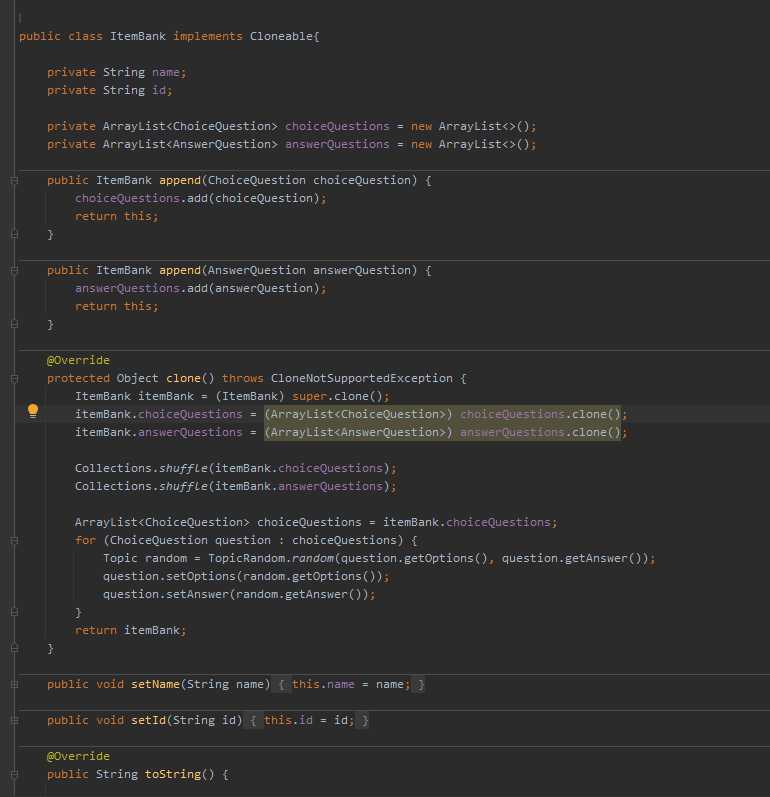 public class ItemBank implements Cloneable{
private String name;
private String id;
private ArrayList<ChoiceQuestion> choiceQuestions = new ArrayList<>();
private ArrayList<AnswerQuestion> answerQuestions = new ArrayList<>();
public ItemBank append(ChoiceQuestion choiceQuestion) {
choiceQuestions.add(choiceQuestion);
return this;
}
public ItemBank append(AnswerQuestion answerQuestion) {
answerQuestions.add(answerQuestion);
return this;
}
@Override
protected Object clone() throws CloneNotSupportedException {
ItemBank itemBank = (ItemBank) super.clone();
itemBank.choiceQuestions = (ArrayList<ChoiceQuestion>) choiceQuestions.clone();
itemBank.answerQuestions = (ArrayList<AnswerQuestion>) answerQuestions.clone();
Collections.shuffle(itemBank.choiceQuestions);
Collections.shuffle(itemBank.answerQuestions);
ArrayList<ChoiceQuestion> choiceQuestions = itemBank.choiceQuestions;
for (ChoiceQuestion question : choiceQuestions) {
Topic random = TopicRandom.random(question.getOptions(), question.getAnswer());
question.setOptions(random.getOptions());
question.setAnswer(random.getAnswer());
}
return itemBank;
}
public void setName(String name) { this.name = name; }
public void setId(String id) { this.id = id; }
@Override
public String toString() {